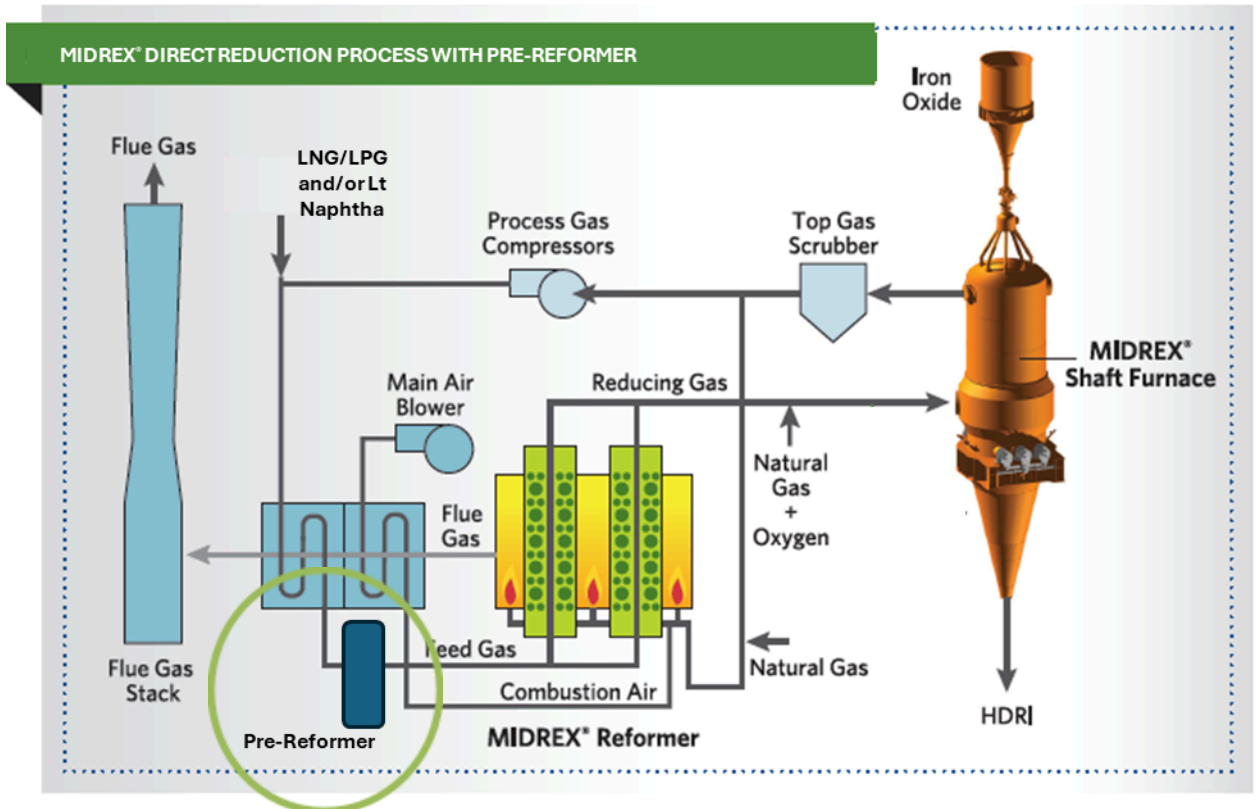 MIDREX® DIRECT REDUCTION PROCESS WITH PRE-REFORMER
Iron
Oxide
Flue Gas
LNG/LPG
and/or Lt
Naphtha
Process Gas
Compressors
Top Gas
Scrubber
MIDREX®
Shaft Furnace
Main Air
Blower
Reducing Gas
Natural
Gas
+
Oxygen
Flue
Gas
Feed Gas
Natural Gas
Flue Gas
Stack
Combustion Air
Pre-Reformer
MIDREX® Reformer
HDRI